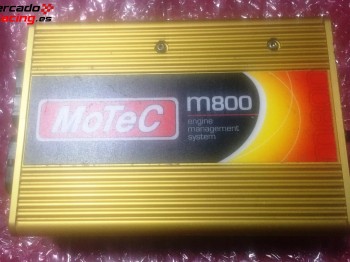 mercado
racing.es
MoTeC
m800
engine
management
system